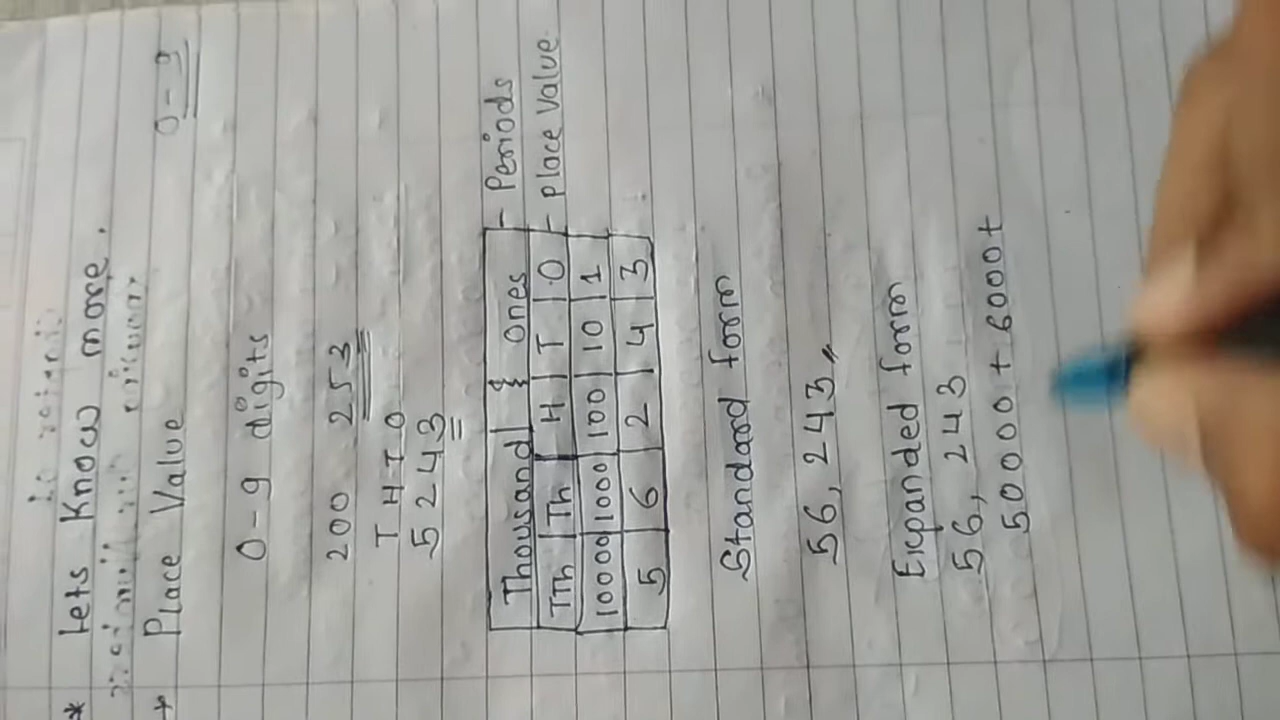 * Lets Know more.
+ Place Value 0-9
0-9 digits
200 253
T H T O
5 2 4 3
Thousand Ones - Periods
TTh Th H T O - place value.
10000 1000 100 10 1
5 6 2 4 3
Standard form
56, 243
Expanded form
56, 243
50000 + 6000 +